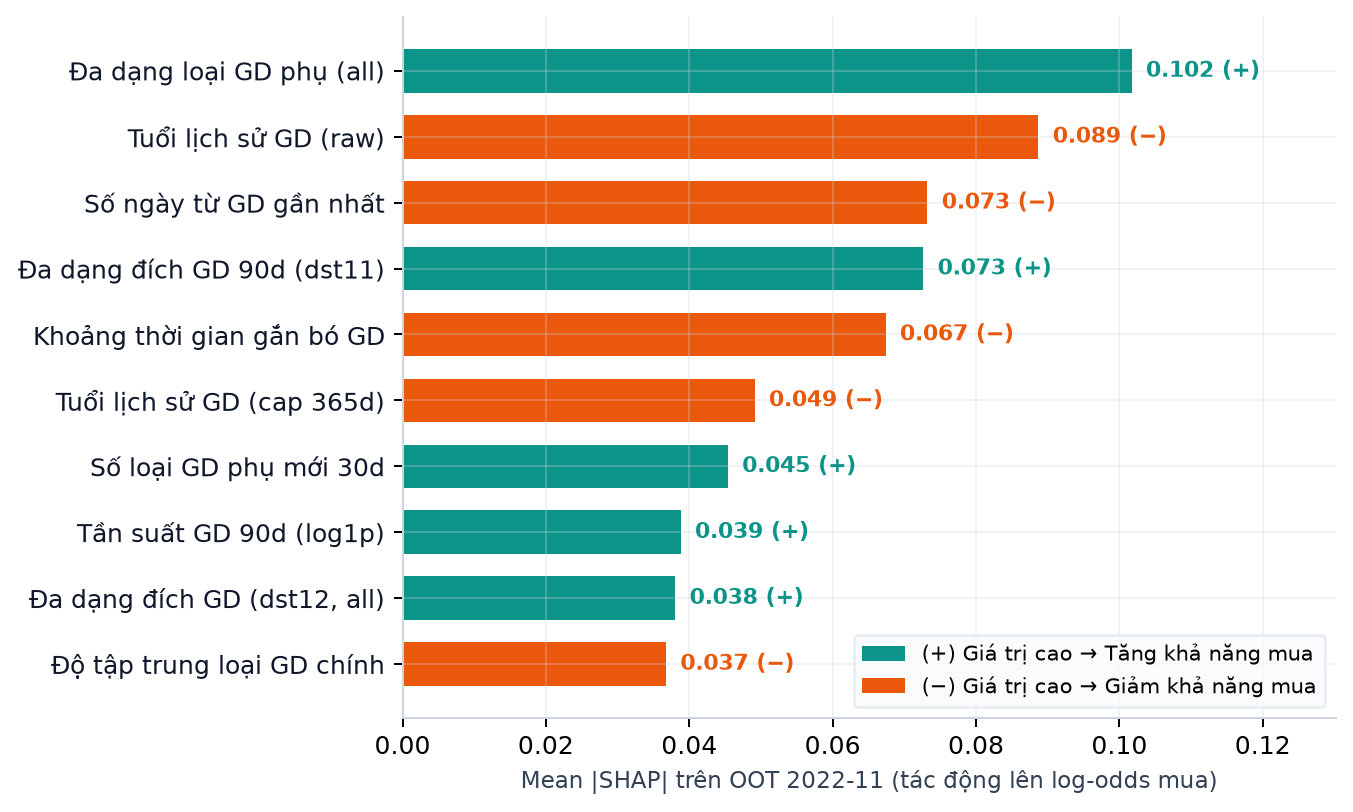 Đa dạng loại GD phụ (all)
0.102 (+)
Tuổi lịch sử GD (raw)
0.089 (−)
Số ngày từ GD gần nhất
0.073 (−)
Đa dạng đích GD 90d (dst11)
0.073 (+)
Khoảng thời gian gắn bó GD
0.067 (−)
Tuổi lịch sử GD (cap 365d)
0.049 (−)
Số loại GD phụ mới 30d
0.045 (+)
Tần suất GD 90d (log1p)
0.039 (+)
Đa dạng đích GD (dst12, all)
0.038 (+)
Độ tập trung loại GD chính
0.037 (−)
(+) Giá trị cao → Tăng khả năng mua
(−) Giá trị cao → Giảm khả năng mua
0.00 0.02 0.04 0.06 0.08 0.10 0.12
Mean |SHAP| trên OOT 2022-11 (tác động lên log-odds mua)